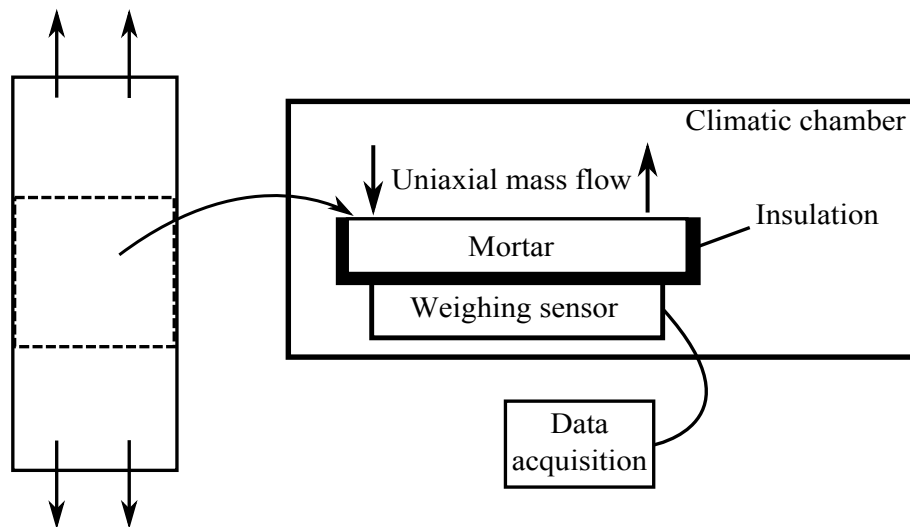 Climatic chamber
Uniaxial mass flow
Insulation
Mortar
Weighing sensor
Data
acquisition